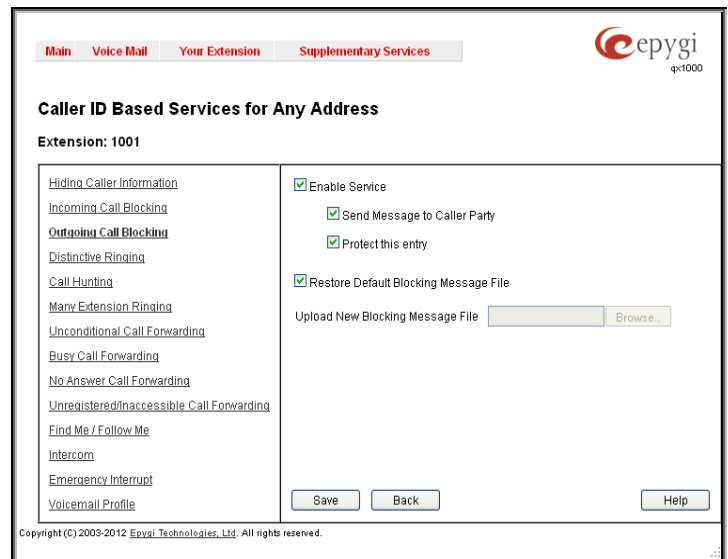 Main Voice Mail Your Extension Supplementary Services
epygi
qx1000
Caller ID Based Services for Any Address
Extension: 1001
Hiding Caller Information
Incoming Call Blocking
Outgoing Call Blocking
Distinctive Ringing
Call Hunting
Many Extension Ringing
Unconditional Call Forwarding
Busy Call Forwarding
No Answer Call Forwarding
Unregistered/Inaccessible Call Forwarding
Find Me / Follow Me
Intercom
Emergency Interrupt
Voicemail Profile
Enable Service
Send Message to Caller Party
Protect this entry
Restore Default Blocking Message File
Upload New Blocking Message File Browse...
Save Back Help
Copyright (C) 2003-2012 Epygi Technologies, Ltd. All rights reserved.